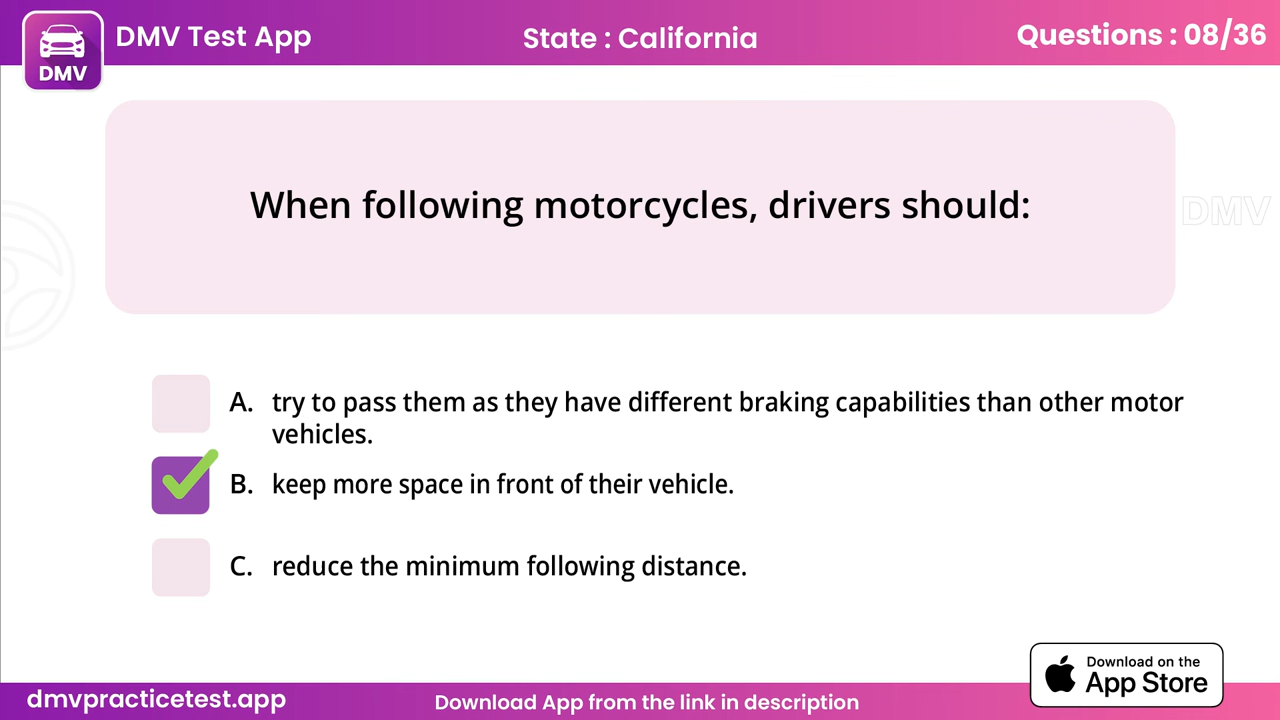 DMV Test App
State : California
Questions : 08/36
DMV
DMV
When following motorcycles, drivers should:
A. try to pass them as they have different braking capabilities than other motor
vehicles.
B. keep more space in front of their vehicle.
C. reduce the minimum following distance.
Download on the
App Store
dmvpracticetest.app
Download App from the link in description